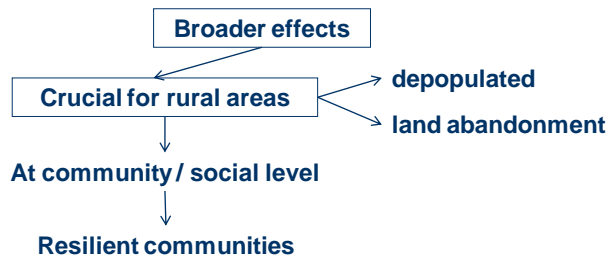 Broader effects
Crucial for rural areas
depopulated
land abandonment
At community / social level
Resilient communities